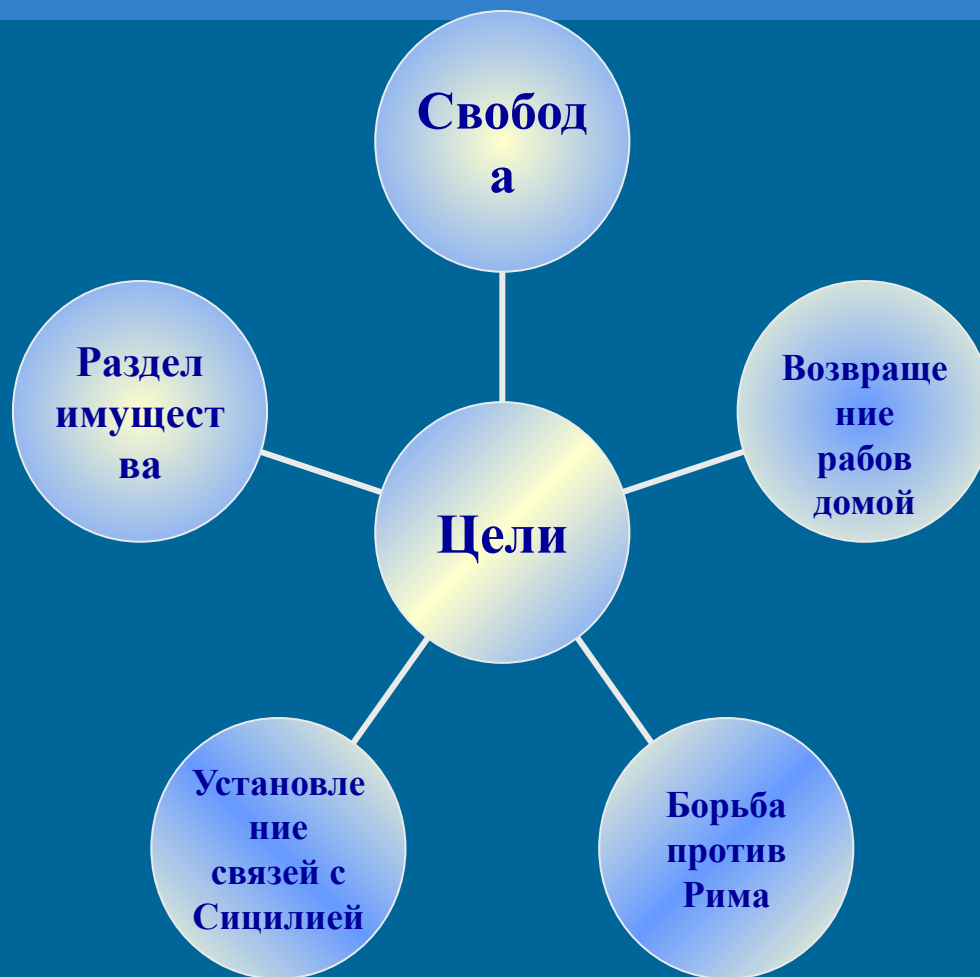 Свобод
а
Раздел
имущест
ва
Возвраще
ние
рабов
домой
Цели
Установле
ние
связей с
Сицилией
Борьба
против
Рима